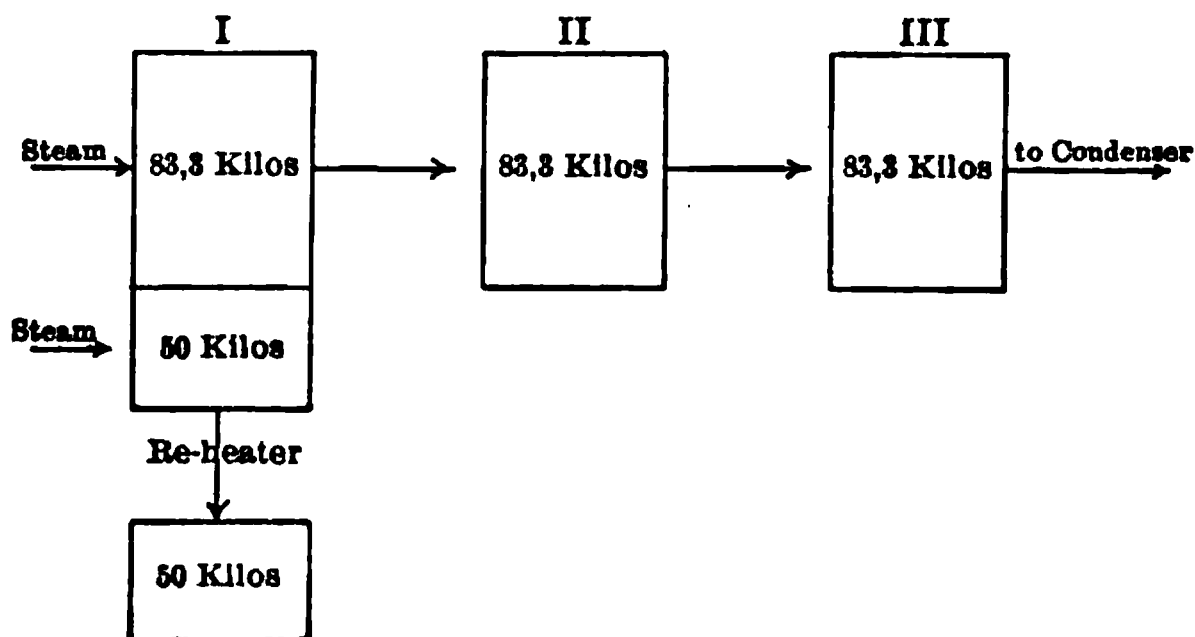 I II III
Steam 83,3 Kilos 83,3 Kilos 83,3 Kilos to Condenser
Steam 50 Kilos
Re-heater
50 Kilos